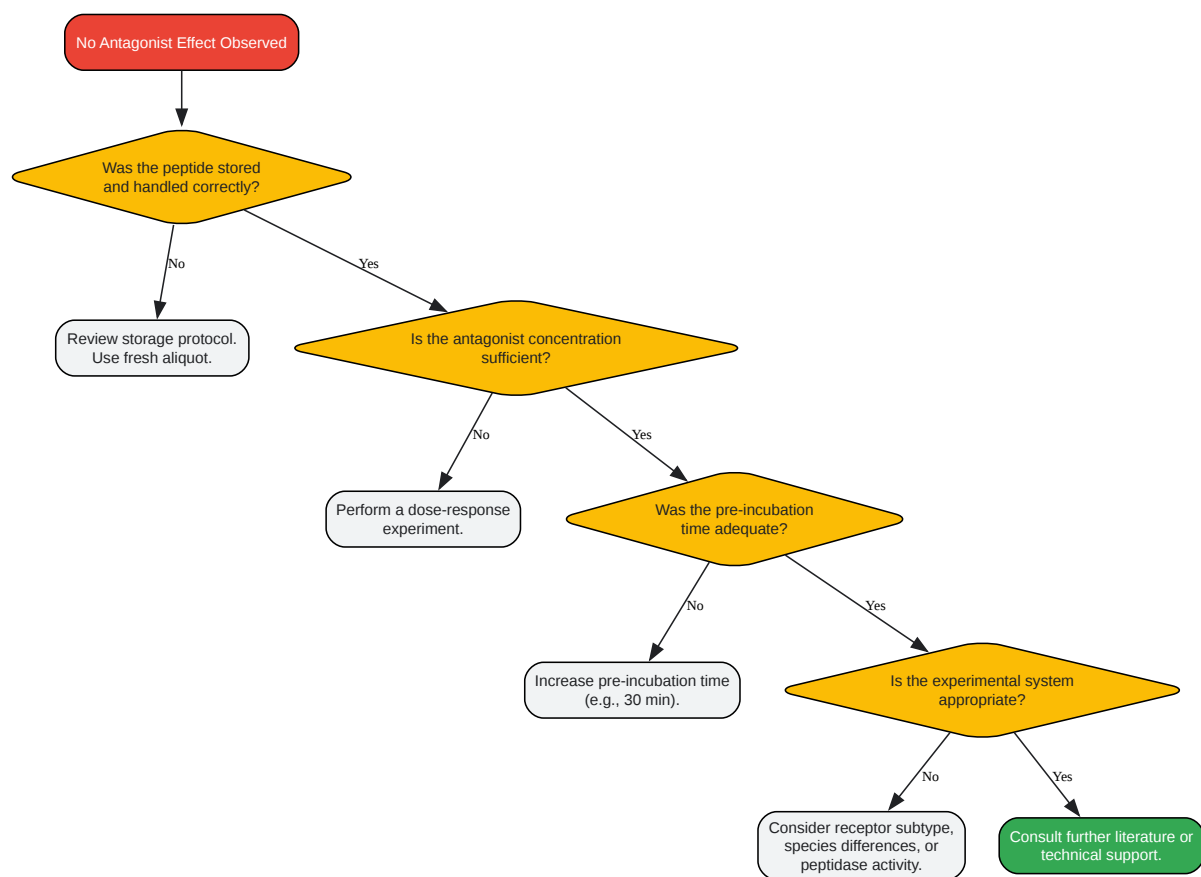 No Antagonist Effect Observed
Was the peptide stored
and handled correctly?
No
Yes
Review storage protocol.
Use fresh aliquot.
Is the antagonist concentration
sufficient?
No
Yes
Perform a dose-response
experiment.
Was the pre-incubation
time adequate?
No
Yes
Increase pre-incubation time
(e.g., 30 min).
Is the experimental system
appropriate?
No
Yes
Consider receptor subtype,
species differences, or
peptidase activity.
Consult further literature or
technical support.